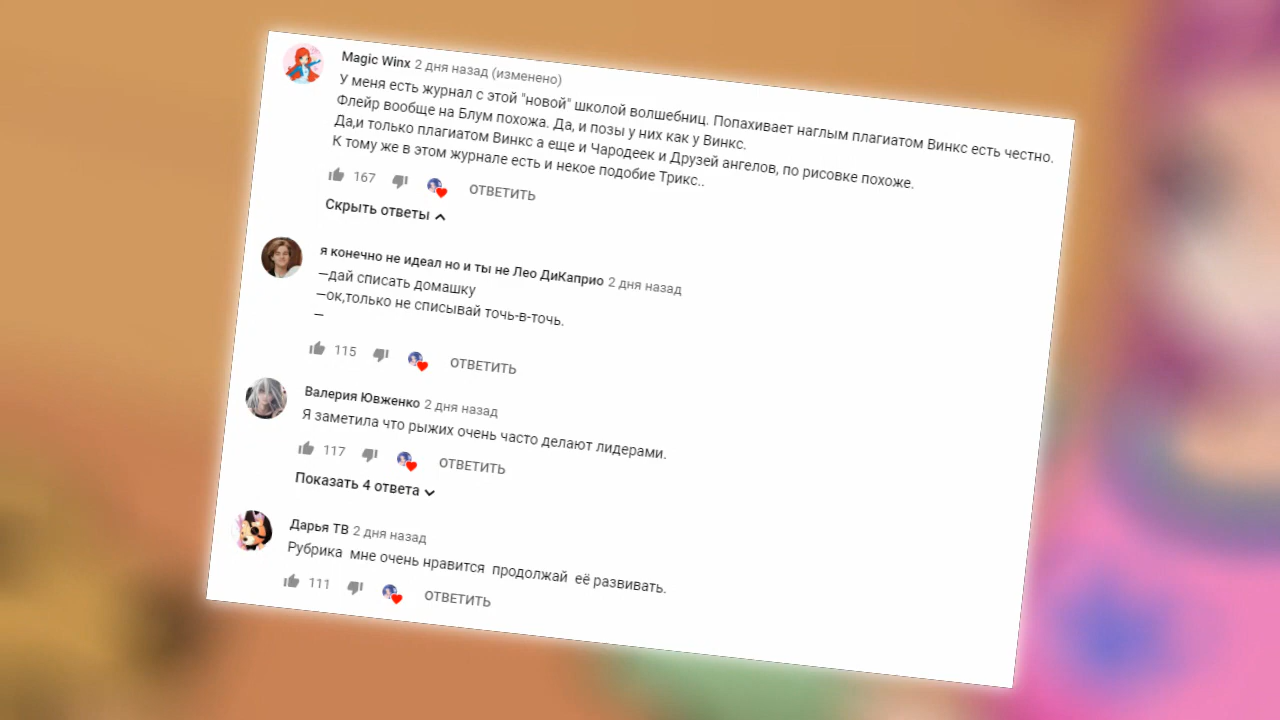 Magic Winx 2 дня назад (изменено)
У меня есть журнал с этой "новой" школой волшебниц. Попахивает наглым плагиатом Винкс есть честно.
Флейр вообще на Блум похожа. Да, и позы у них как у Винкс.
Да,и только плагиатом Винкс а еще и Чародеек и Друзей ангелов, по рисовке похоже.
К тому же в этом журнале есть и некое подобие Трикс..
167 ОТВЕТИТЬ
Скрыть ответы
я конечно не идеал но и ты не Лео ДиКаприо 2 дня назад
—дай списать домашку
—ок,только не списывай точь-в-точь.
—
115 ОТВЕТИТЬ
Валерия Ювженко 2 дня назад
Я заметила что рыжих очень часто делают лидерами.
117 ОТВЕТИТЬ
Показать 4 ответа
Дарья ТВ 2 дня назад
Рубрика мне очень нравится продолжай её развивать.
111 ОТВЕТИТЬ